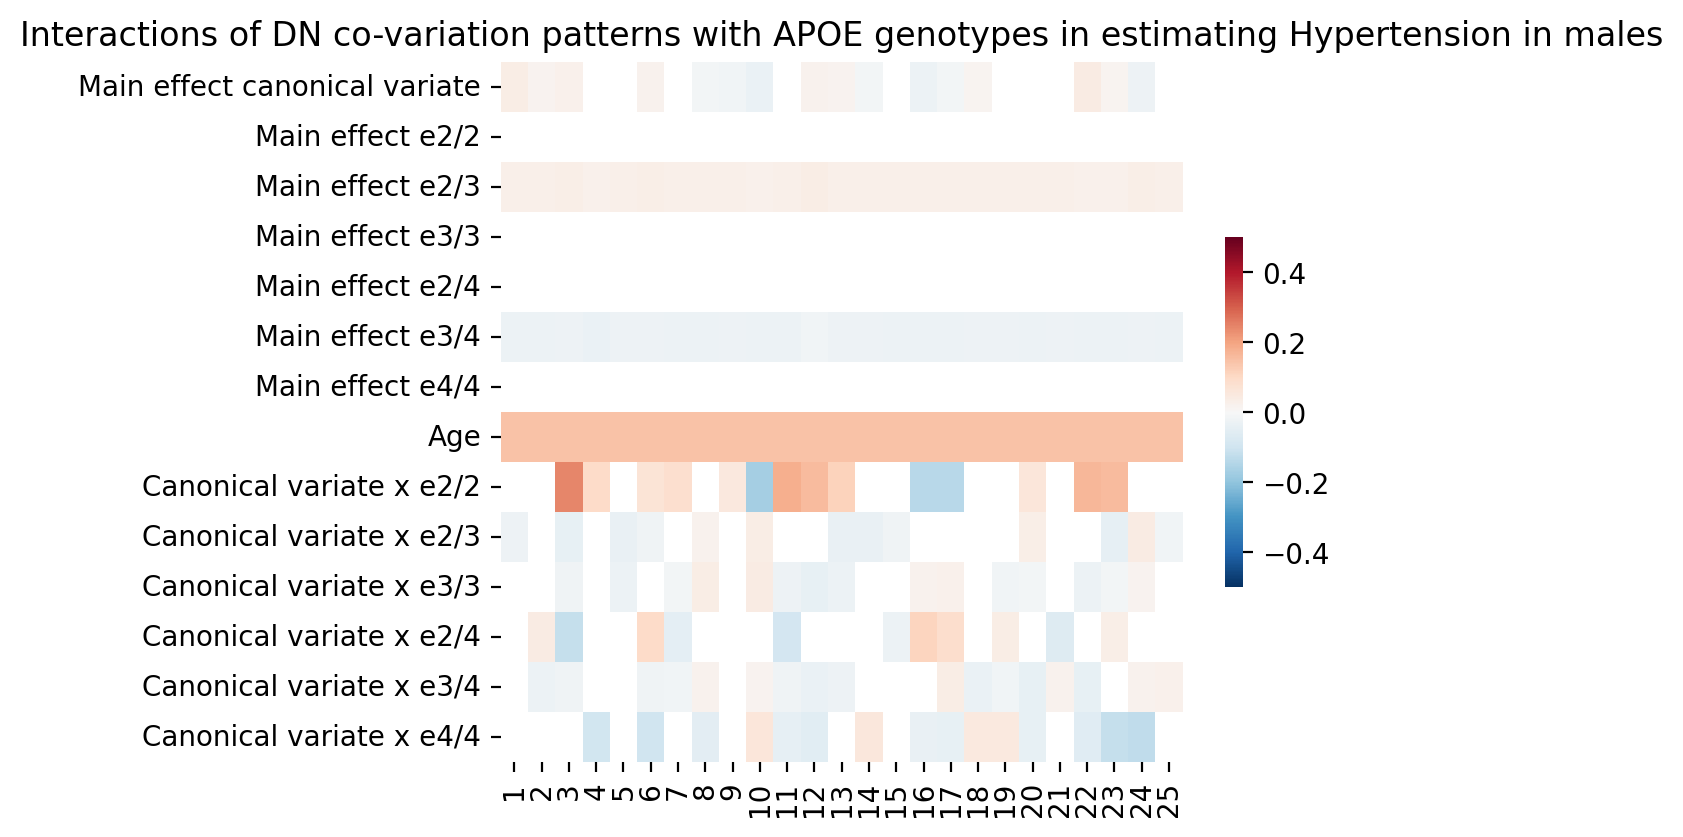 Interactions of DN co-variation patterns with APOE genotypes in estimating Hypertension in males
Main effect canonical variate
Main effect e2/2
Main effect e2/3
Main effect e3/3
Main effect e2/4
Main effect e3/4
Main effect e4/4
Age
Canonical variate x e2/2
Canonical variate x e2/3
Canonical variate x e3/3
Canonical variate x e2/4
Canonical variate x e3/4
Canonical variate x e4/4
1 2 3 4 5 6 7 8 9 10 11 12 13 14 15 16 17 18 19 20 21 22 23 24 25
0.4
0.2
0.0
−0.2
−0.4